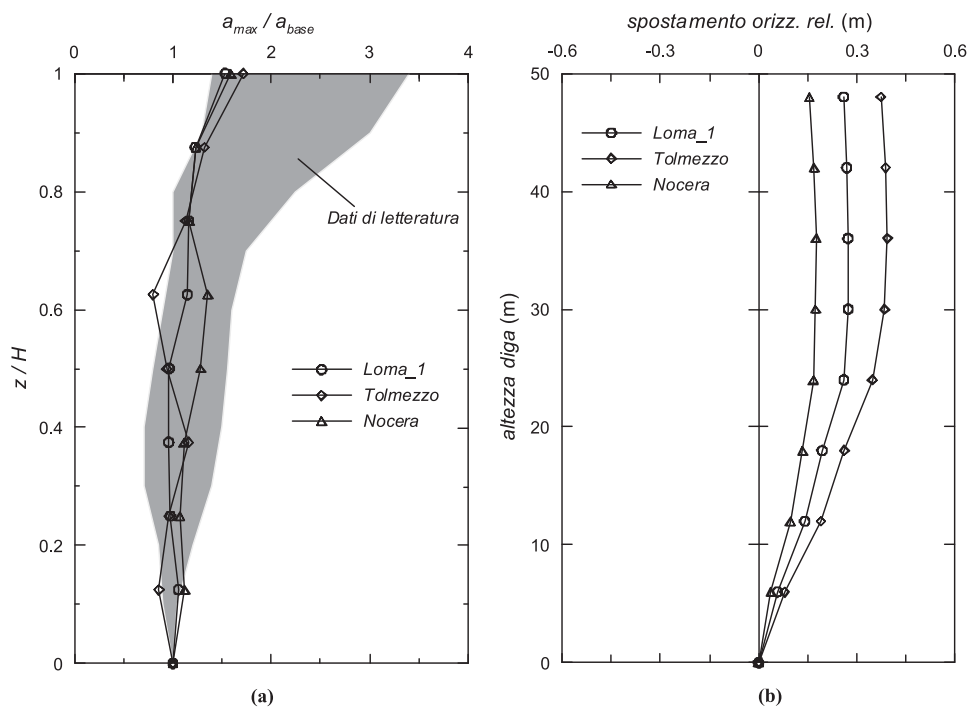 a max / a base
0 1 2 3 4
1
0.8
0.6
0.4
0.2
0
z / H
Dati di letteratura
Loma_1
Tolmezzo
Nocera
(a)
spostamento orizz. rel. (m)
-0.6 -0.3 0 0.3 0.6
50
40
30
20
10
0
altezza diga (m)
Loma_1
Tolmezzo
Nocera
(b)